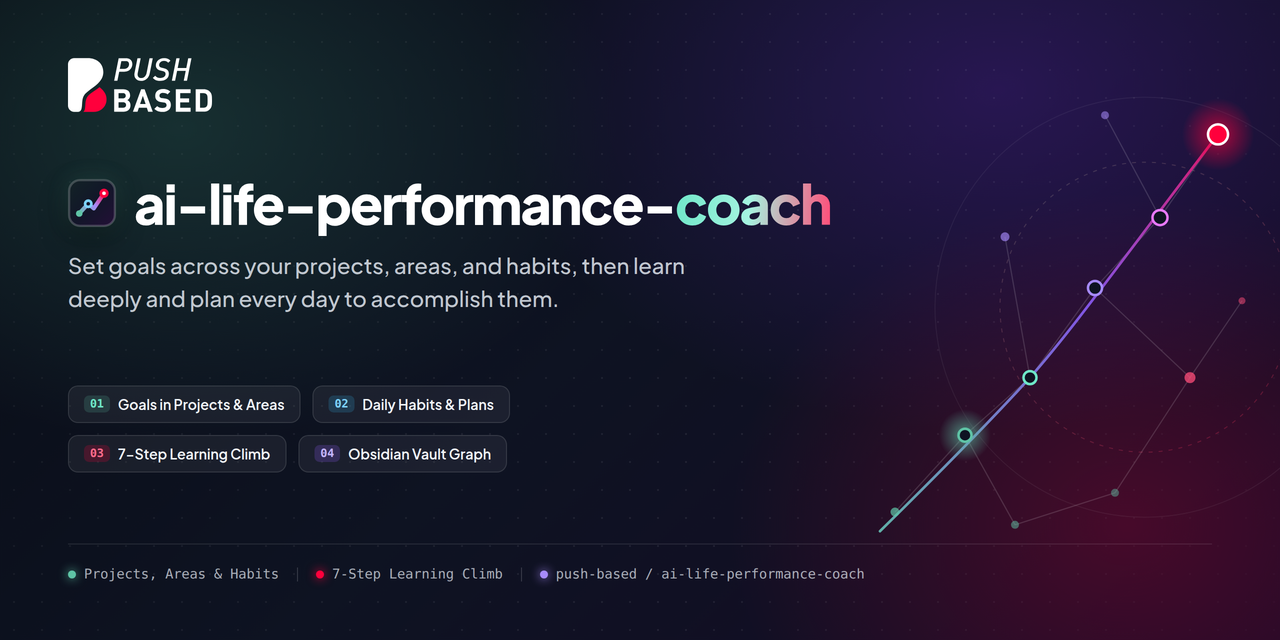 PUSH
BASED
ai-life-performance-coach
Set goals across your projects, areas, and habits, then learn
deeply and plan every day to accomplish them.
01 Goals in Projects & Areas
02 Daily Habits & Plans
03 7-Step Learning Climb
04 Obsidian Vault Graph
Projects, Areas & Habits
7-Step Learning Climb
push-based / ai-life-performance-coach